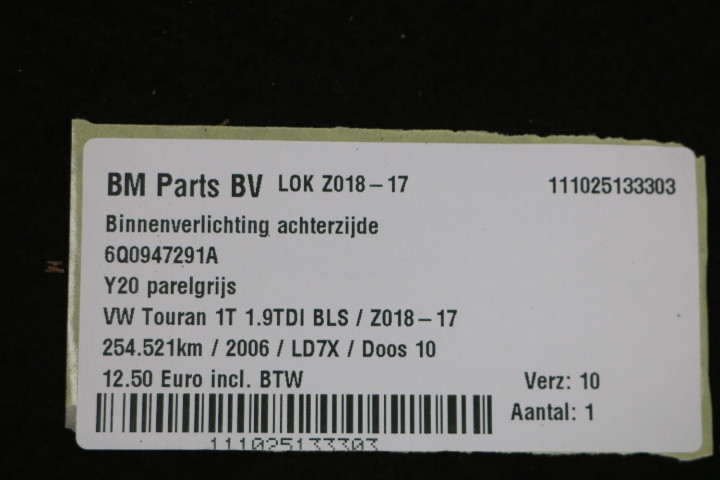 BM Parts BV LOK Z018-17 111025133303
Binnenverlichting achterzijde
6Q0947291A
Y20 parelgrijs
VW Touran 1T 1.9TDI BLS / Z018-17
254.521km / 2006 / LD7X / Doos 10
12.50 Euro incl. BTW Verz: 10
Aantal: 1
111025133303